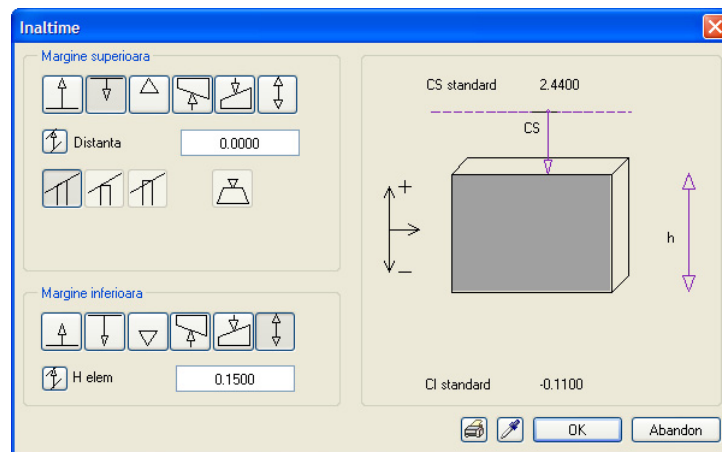 Inaltime
Margine superioara
Distanta 0.0000
Margine inferioara
H elem 0.1500
CS standard 2.4400
CS
+
−
h
CI standard -0.1100
OK Abandon